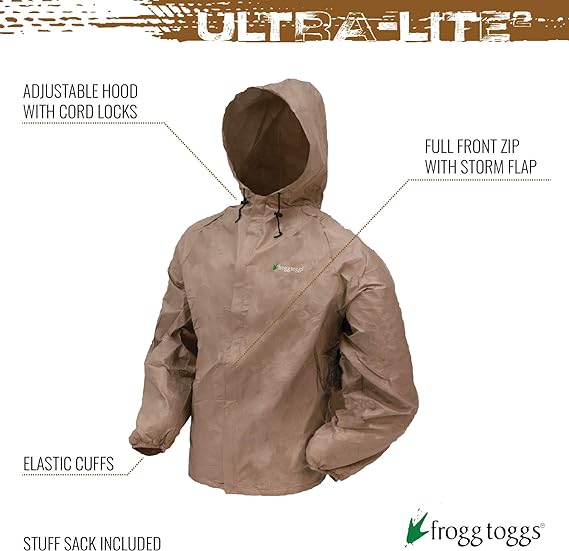 ULTRA-LITE²
ADJUSTABLE HOOD
WITH CORD LOCKS
FULL FRONT ZIP
WITH STORM FLAP
frogg toggs
ELASTIC CUFFS
STUFF SACK INCLUDED
frogg toggs®